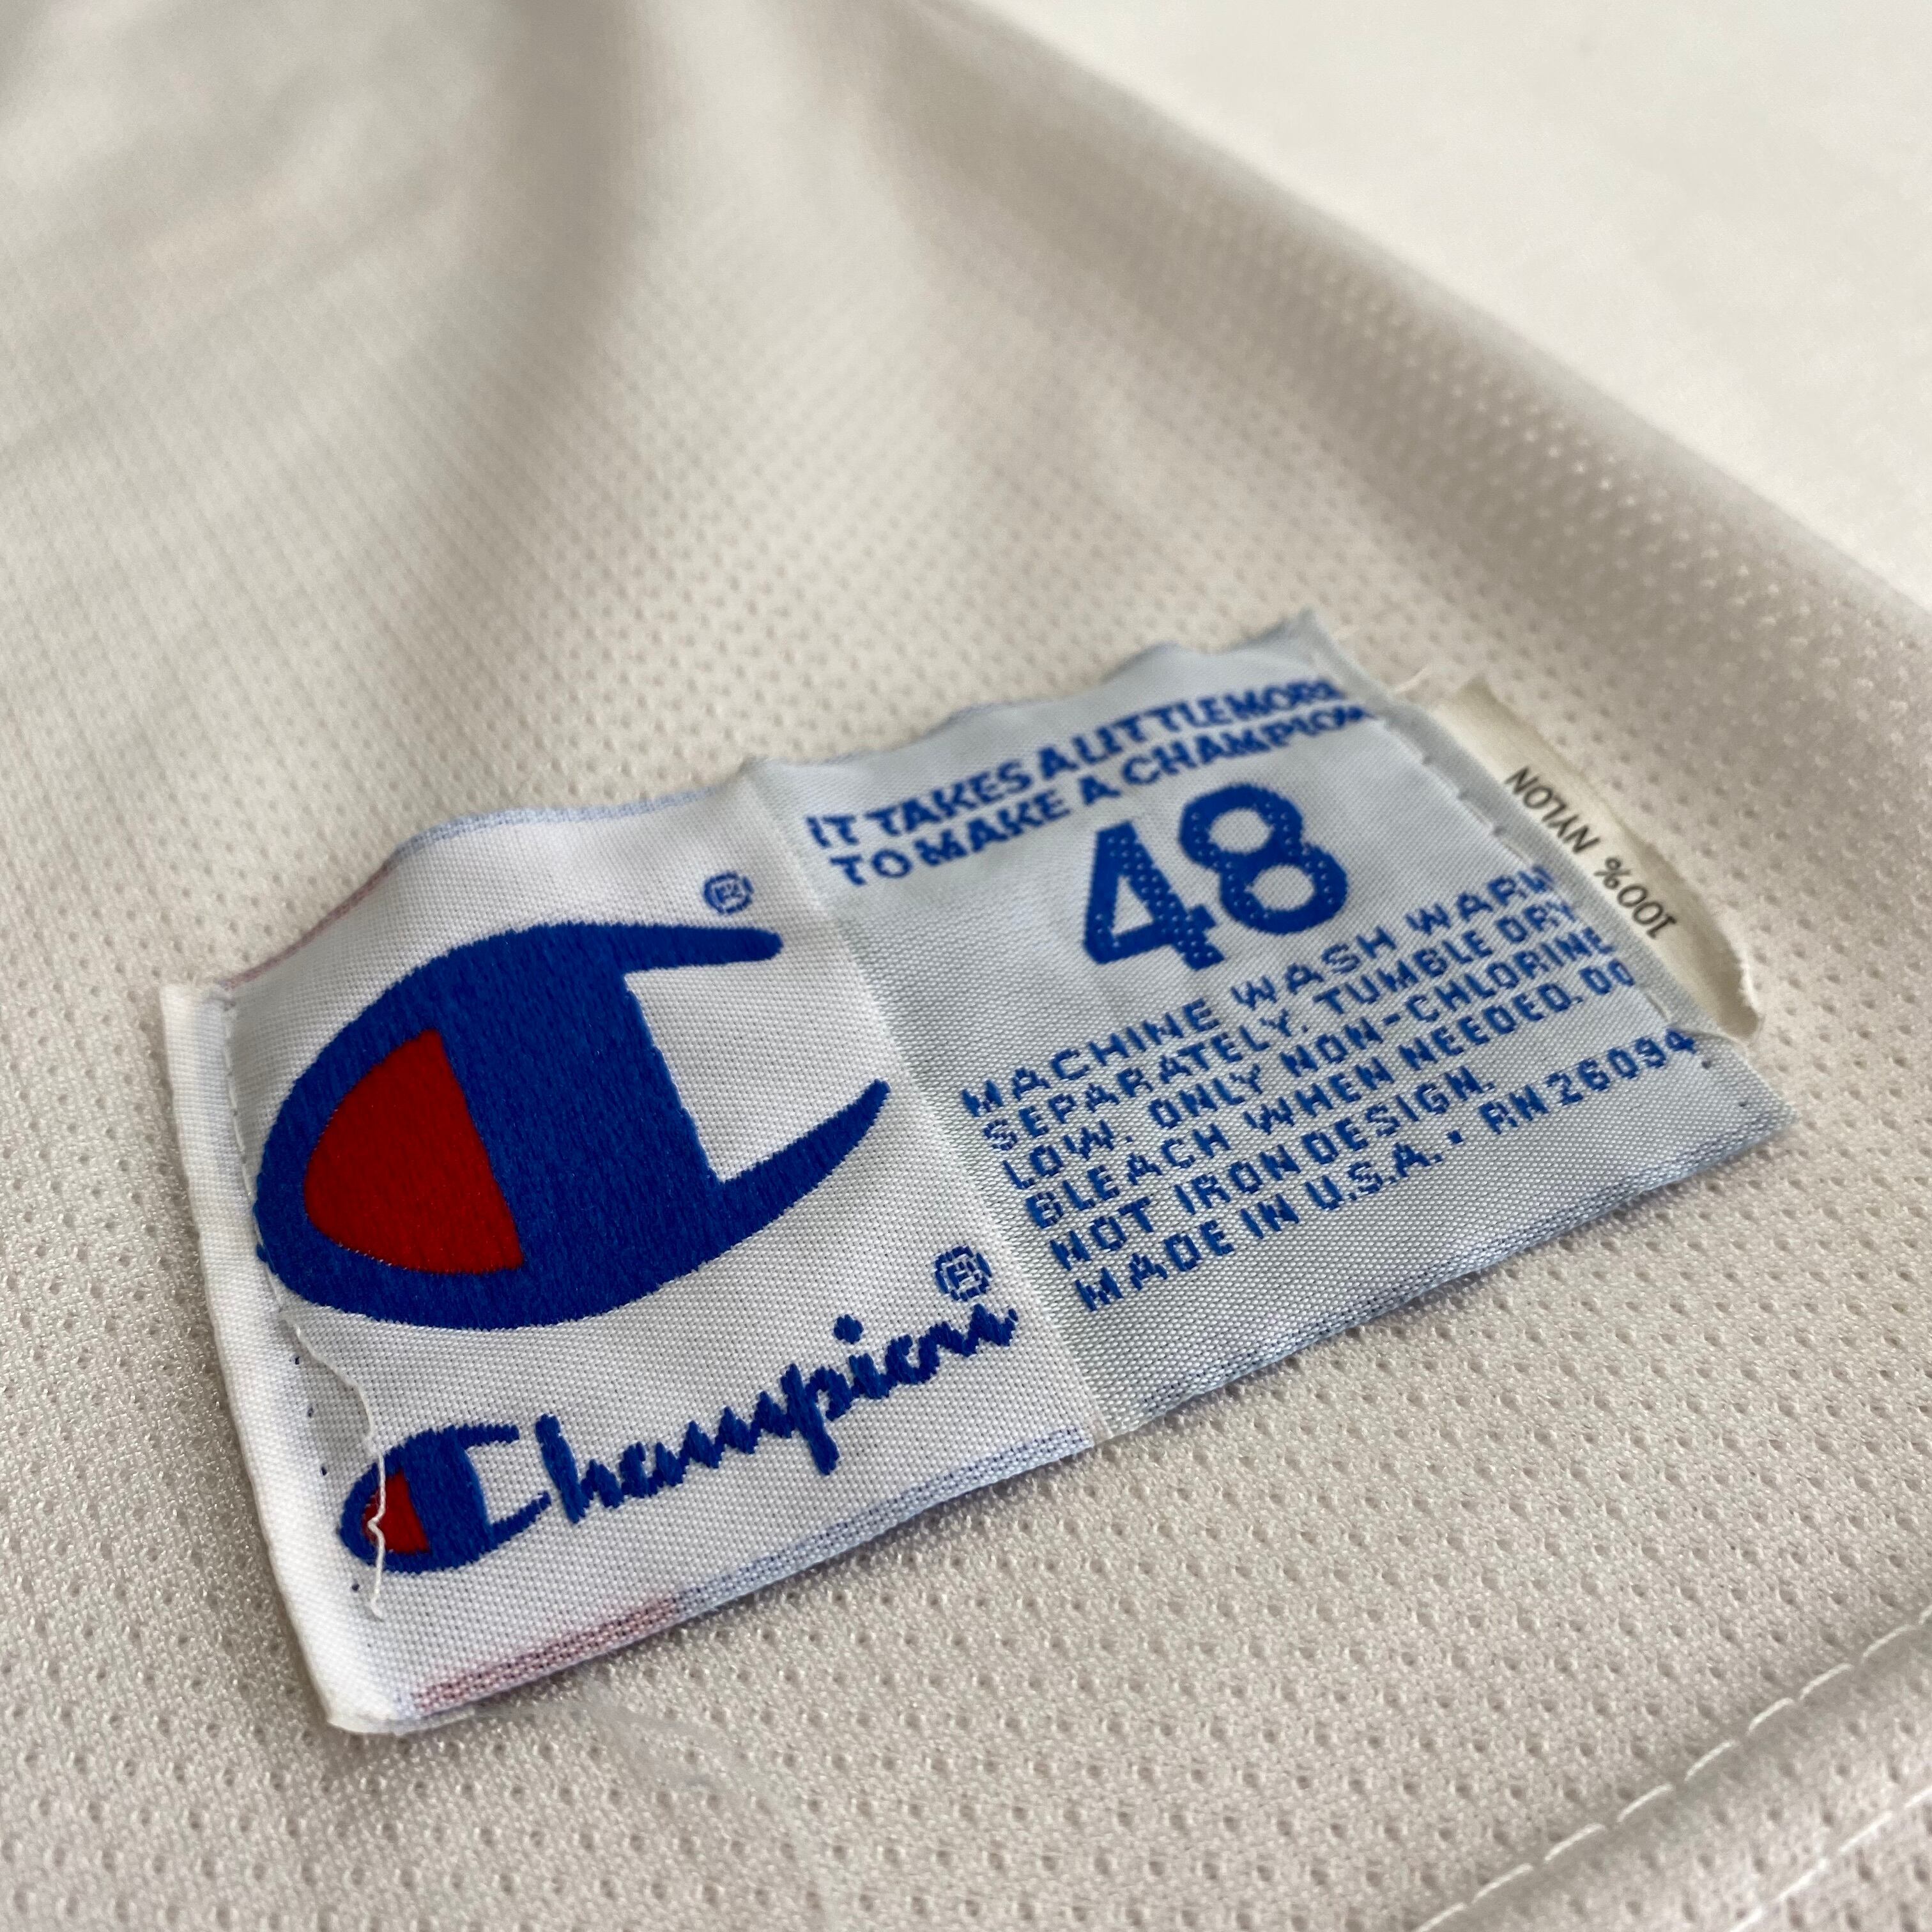 ®
Champion®
IT TAKES A LITTLE MORE
TO MAKE A CHAMPION
48
MACHINE WASH WARM
SEPARATELY. TUMBLE DRY
LOW. ONLY NON-CHLORINE
BLEACH WHEN NEEDED. DO
NOT IRON DESIGN.
MADE IN U.S.A. • RN 26094
100% NYLON